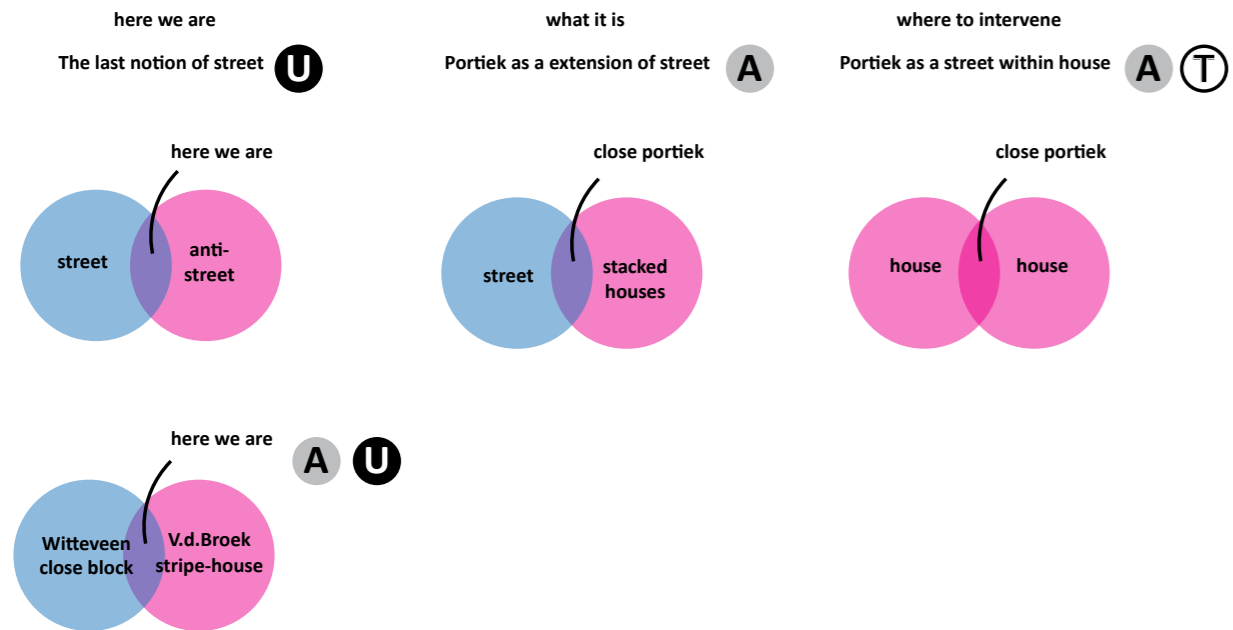 here we are
The last notion of street U
here we are
street
anti-
street
what it is
Portiek as a extension of street A
close portiek
street
stacked
houses
where to intervene
Portiek as a street within house A T
close portiek
house
house
here we are
A U
Witteveen
close block
V.d.Broek
stripe-house